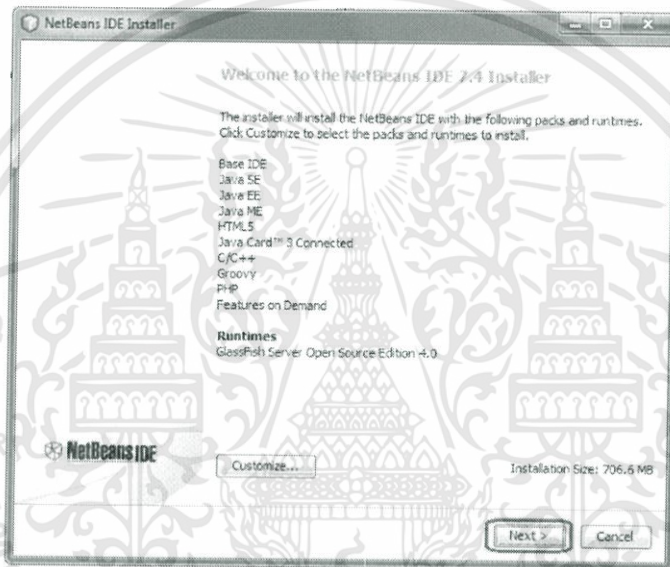 NetBeans IDE Installer
Welcome to the NetBeans IDE 7.4 Installer
The installer will install the NetBeans IDE with the following packs and runtimes.
Click Customize to select the packs and runtimes to install.
Base IDE
Java SE
Java EE
Java ME
HTML5
Java Card™ 3 Connected
C/C++
Groovy
PHP
Features on Demand
Runtimes
GlassFish Server Open Source Edition 4.0
NetBeans IDE
Customize...
Installation Size: 706.6 MB
Next >
Cancel